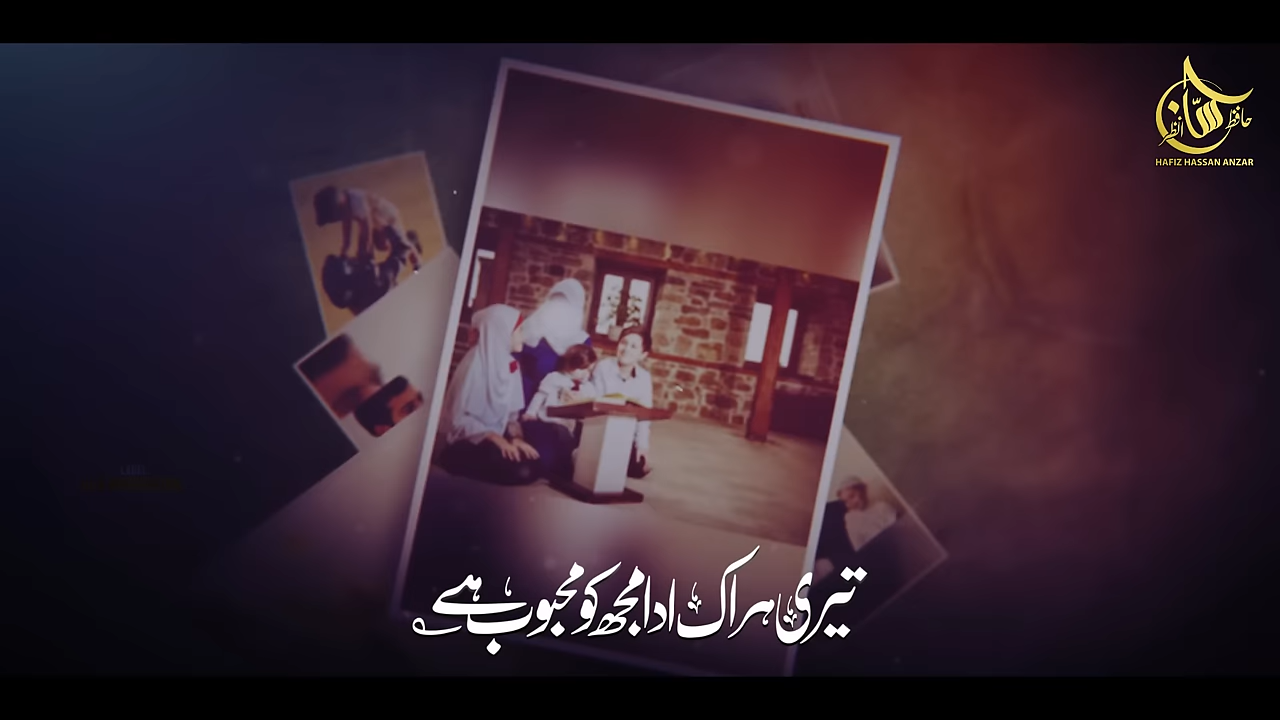 حافظ حسان انظر
HAFIZ HASSAN ANZAR
تیری ہر اک ادا مجھ کو محبوب ہے